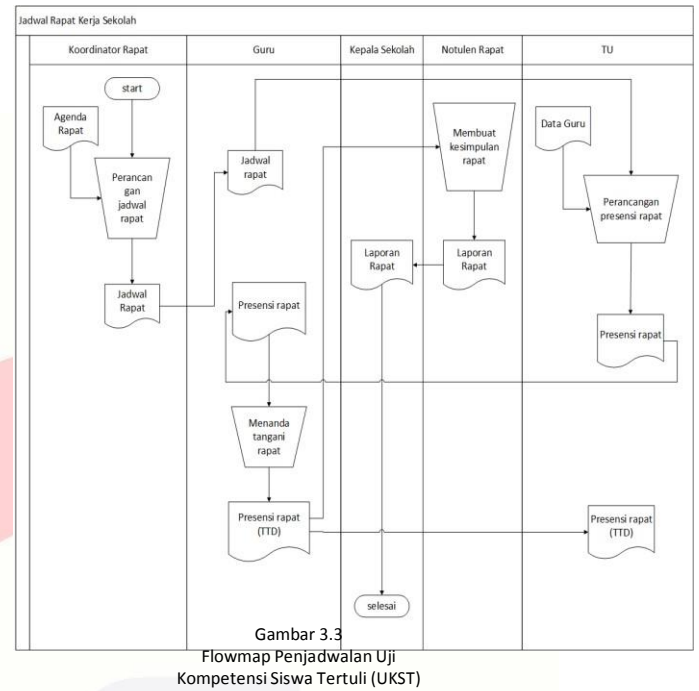 Jadwal Rapat Kerja Sekolah
Koordinator Rapat
Guru
Kepala Sekolah
Notulen Rapat
TU
start
Agenda
Rapat
Perancan
gan
jadwal
rapat
Jadwal
Rapat
Jadwal
rapat
Presensi rapat
Menanda
tangani
rapat
Presensi rapat
(TTD)
Laporan
Rapat
selesai
Membuat
kesimpulan
rapat
Laporan
Rapat
Data Guru
Perancangan
presensi rapat
Presensi rapat
Presensi rapat
(TTD)
Gambar 3.3
Flowmap Penjadwalan Uji
Kompetensi Siswa Tertuli (UKST)